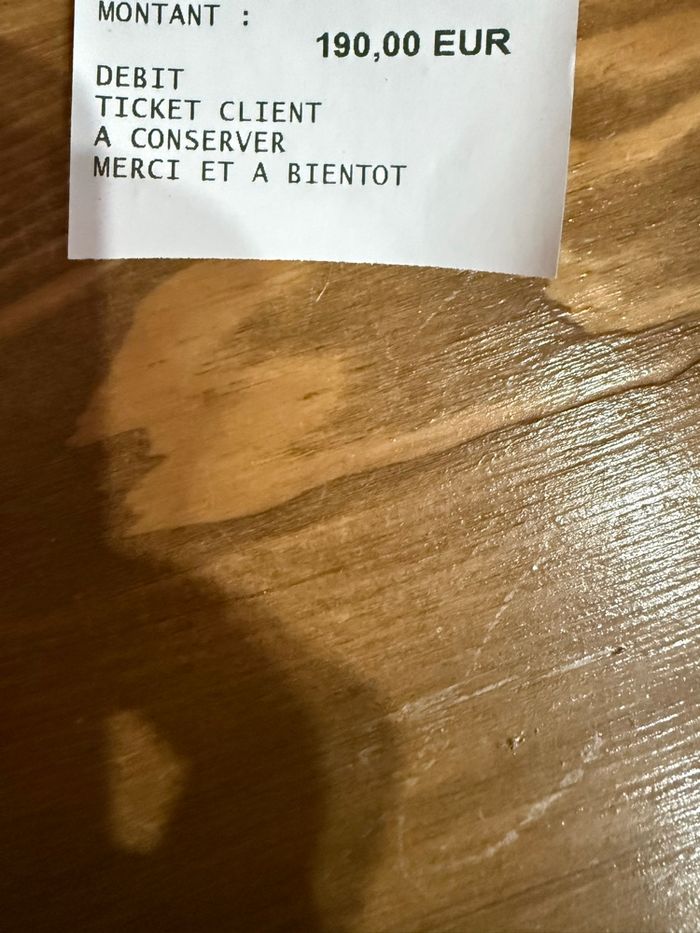 MONTANT :
190,00 EUR
DEBIT
TICKET CLIENT
A CONSERVER
MERCI ET A BIENTOT